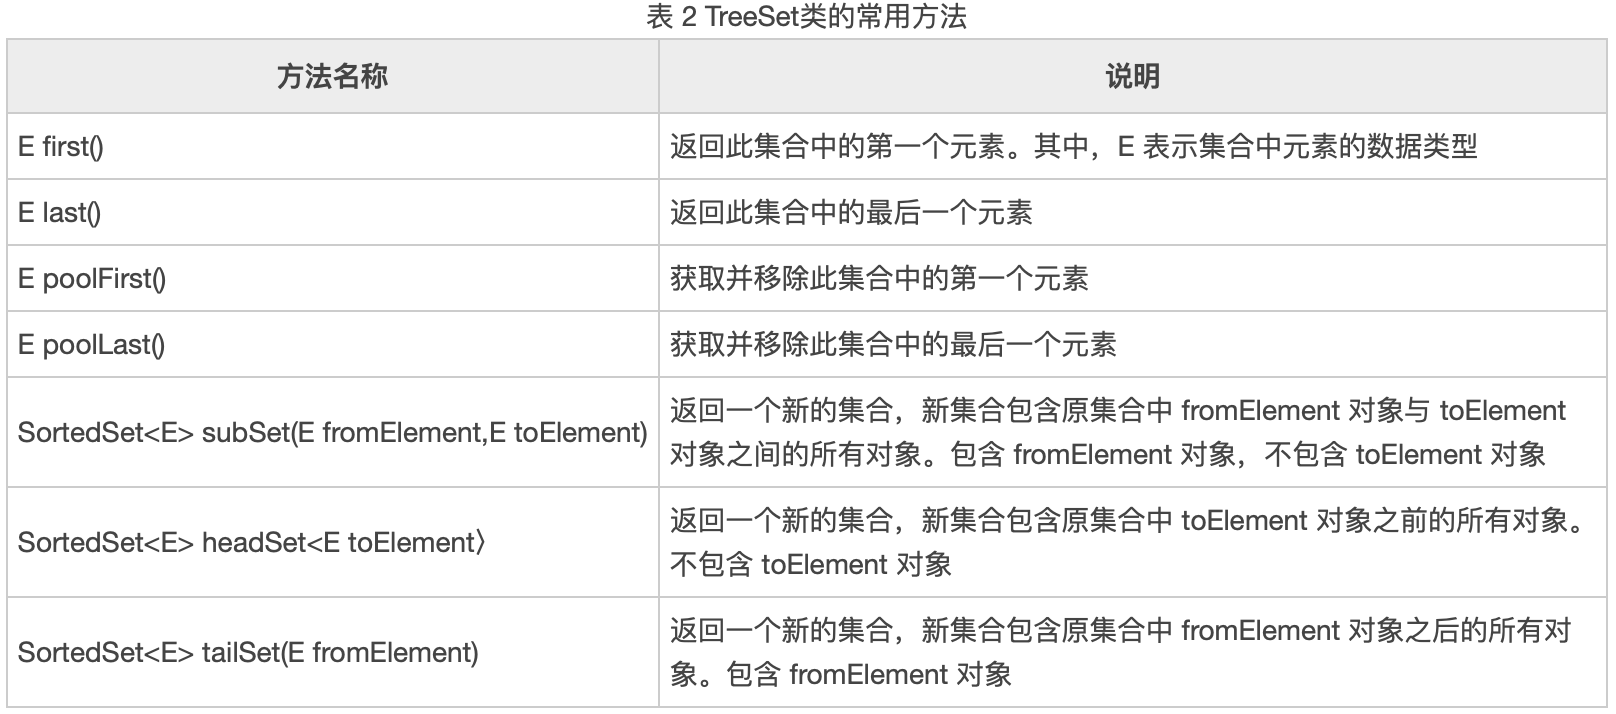 表 2 TreeSet类的常用方法
方法名称
说明
E first()
返回此集合中的第一个元素。其中，E 表示集合中元素的数据类型
E last()
返回此集合中的最后一个元素
E poolFirst()
获取并移除此集合中的第一个元素
E poolLast()
获取并移除此集合中的最后一个元素
SortedSet<E> subSet(E fromElement,E toElement)
返回一个新的集合，新集合包含原集合中 fromElement 对象与 toElement
对象之间的所有对象。包含 fromElement 对象，不包含 toElement 对象
SortedSet<E> headSet<E toElement〉
返回一个新的集合，新集合包含原集合中 toElement 对象之前的所有对象。
不包含 toElement 对象
SortedSet<E> tailSet(E fromElement)
返回一个新的集合，新集合包含原集合中 fromElement 对象之后的所有对
象。包含 fromElement 对象